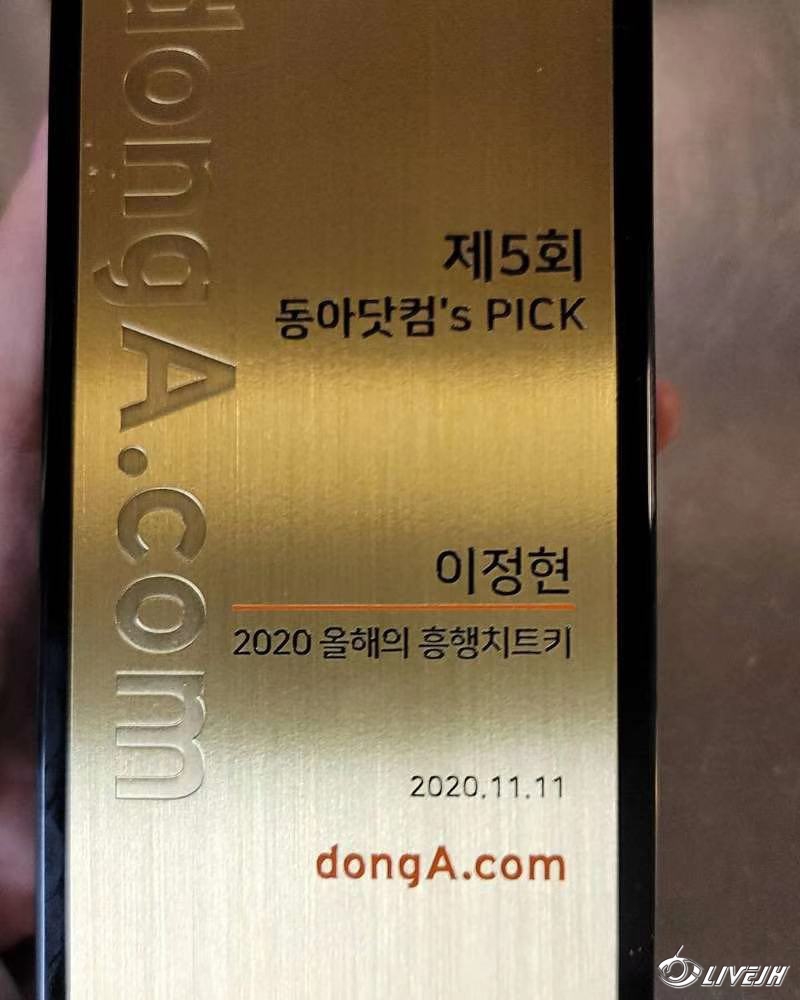 dongA.com
제5회
동아닷컴's PICK
이정현
2020 올해의 흥행치트키
2020.11.11
dongA.com
LIVEJH